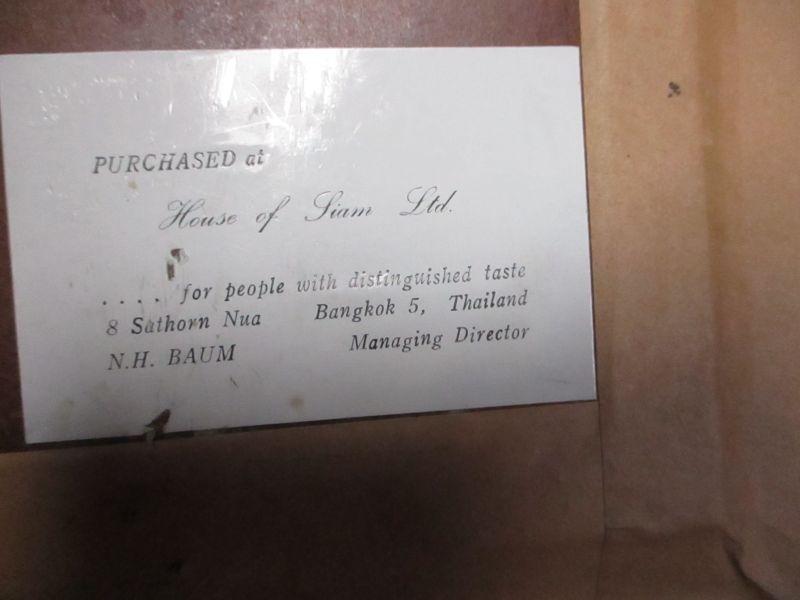 PURCHASED at
House of Siam Ltd.
.... for people with distinguished taste
8 Sathorn Nua Bangkok 5, Thailand
N.H. BAUM Managing Director